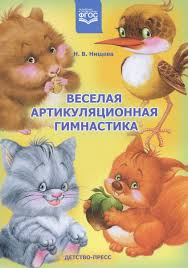 ФГОС
Н. В. Нищева
ВЕСЕЛАЯ
АРТИКУЛЯЦИОННАЯ
ГИМНАСТИКА
ДЕТСТВО-ПРЕСС